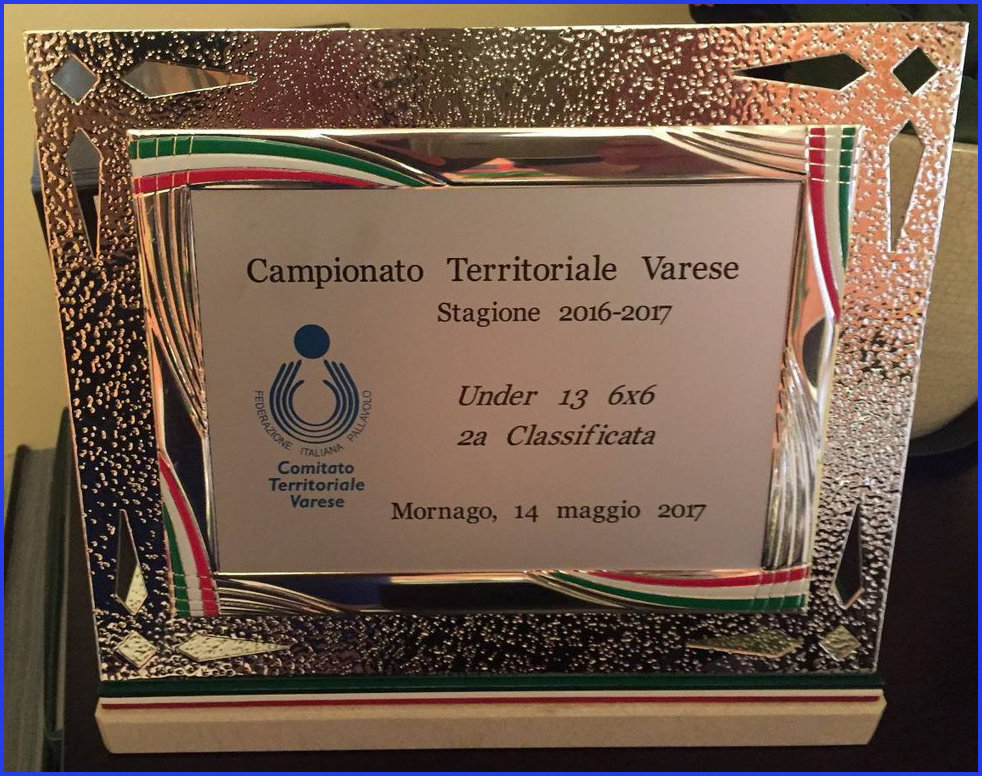 Campionato Territoriale Varese
Stagione 2016-2017
Under 13 6x6
2a Classificata
FEDERAZIONE ITALIANA PALLAVOLO
Comitato
Territoriale
Varese
Mornago, 14 maggio 2017